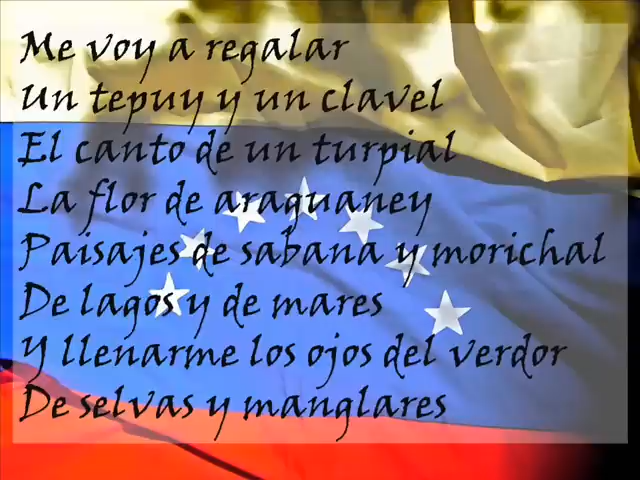 Me voy a regalar
Un tepuy y un clavel
El canto de un turpial
La flor de araguaney
Paisajes de sabana y morichal
De lagos y de mares
Y llenarme los ojos del verdor
De selvas y manglares